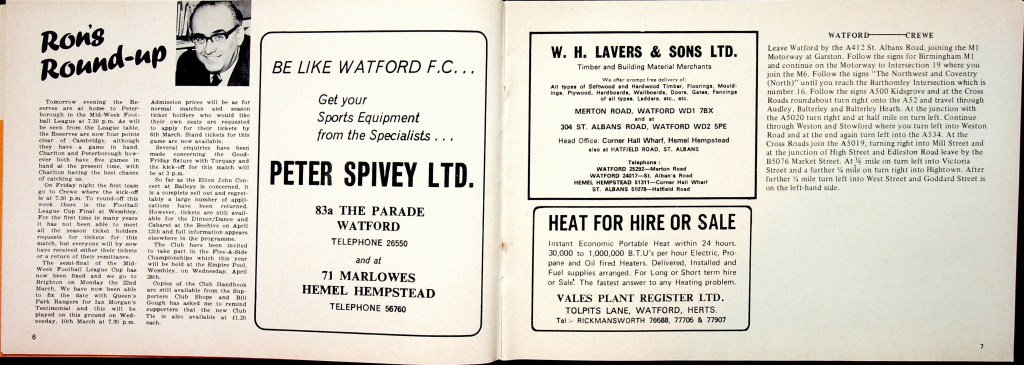 Ron's
Round-up
Tomorrow evening the Re-
serves are at home to Peter-
borough in the Mid-Week Foot-
ball League at 7.30 p.m. As will
be seen from the League table,
the Reserves are now four points
clear of Cambridge, although
they have a game in hand.
Charlton and Peterborough how-
ever both have five games in
hand at the present time, with
Charlton having the best chance
of catching us.
On Friday night the first team
go to Crewe where the kick-off
is at 7.30 p.m. To round-off this
week there is the Football
League Cup Final at Wembley.
For the first time in many years
it has not been able to meet
all the season ticket holders
requests for tickets for this
match, but everyone will by now
have received either their tickets
or a return of their remittance.
The semi-final of the Mid-
Week Football League Cup has
now been fixed and we go to
Brighton on Monday the 22nd
March. We have now been able
to fix the date with Queen's
Park Rangers for Ian Morgan's
Testimonial and this will be
played on this ground on Wed-
nesday, 10th March at 7.30 p.m.
Admission prices will be as for
normal matches and season
ticket holders who would like
their own seats are requested
to apply for their tickets by
6th March. Stand tickets for this
game are now available.
Several enquiries have been
made concerning the Good-
Friday fixture with Torquay and
the kick-off for this match will
be at 3 p.m.
So far as the Elton John Con-
cert at Baileys is concerned, it
is a complete sell out and regret-
tably a large number of appli-
cations have been returned.
However, tickets are still avail-
able for the Dinner/Dance and
Cabaret at the Beehive on April
12th and full information appears
elsewhere in the programme.
The Club have been invited
to take part in the Five-A-Side
Championships which this year
will be held at the Empire Pool,
Wembley, on Wednesday, April
28th.
Copies of the Club Handbook
are still available from the Sup-
porters Club Shops and Bill
Gough has asked me to remind
supporters that the new Club
Tie is also available at £1.20
each.
6
BE LIKE WATFORD F.C...
Get your
Sports Equipment
from the Specialists . . .
PETER SPIVEY LTD.
83a THE PARADE
WATFORD
TELEPHONE 26550
and at
71 MARLOWES
HEMEL HEMPSTEAD
TELEPHONE 56760
W. H. LAVERS & SONS LTD.
Timber and Building Material Merchants
We offer prompt free delivery of:
All types of Softwood and Hardwood Timber, Floorings, Mould-
ings, Plywood, Hardboards, Wallboards, Doors, Gates, Fencings
of all types, Ladders, etc., etc.
MERTON ROAD, WATFORD WD1 7BX
and at
304 ST. ALBANS ROAD, WATFORD WD2 5PE
Head Office: Corner Hall Wharf, Hemel Hempstead
also at HATFIELD ROAD, ST. ALBANS
Telephone :
WATFORD 25292—Merton Road
WATFORD 24017—St. Alban's Road
HEMEL HEMPSTEAD 51311—Corner Hall Wharf
ST. ALBANS 51078—Hatfield Road
HEAT FOR HIRE OR SALE
Instant Economic Portable Heat within 24 hours.
30,000 to 1,000,000 B.T.U's per hour Electric, Pro-
pane and Oil fired Heaters. Delivered, Installed and
Fuel supplies arranged. For Long or Short term hire
or Sale. The fastest answer to any Heating problem.
VALES PLANT REGISTER LTD.
TOLPITS LANE, WATFORD, HERTS.
Tel :- RICKMANSWORTH 76688, 77705 & 77907
WATFORD——CREWE
Leave Watford by the A412 St. Albans Road, joining the M1
Motorway at Garston. Follow the signs for Birmingham M1
and continue on the Motorway to Intersection 19 where you
join the M6. Follow the signs "The Northwest and Coventry
(North)" until you reach the Barthomley Intersection which is
number 16. Follow the signs A500 Kidsgrove and at the Cross
Roads roundabout turn right onto the A52 and travel through
Audley, Balterley and Balterley Heath. At the junction with
the A5020 turn right and at half mile on turn left. Continue
through Weston and Stowford where you turn left into Weston
Road and at the end again turn left into the A534. At the
Cross Roads join the A5019, turning right into Mill Street and
at the junction of High Street and Edleston Road leave by the
B5076 Market Street. At ¼ mile on turn left into Victoria
Street and a further ¼ mile on turn right into Hightown. After
further ¼ mile turn left into West Street and Goddard Street is
on the left-hand side.
7